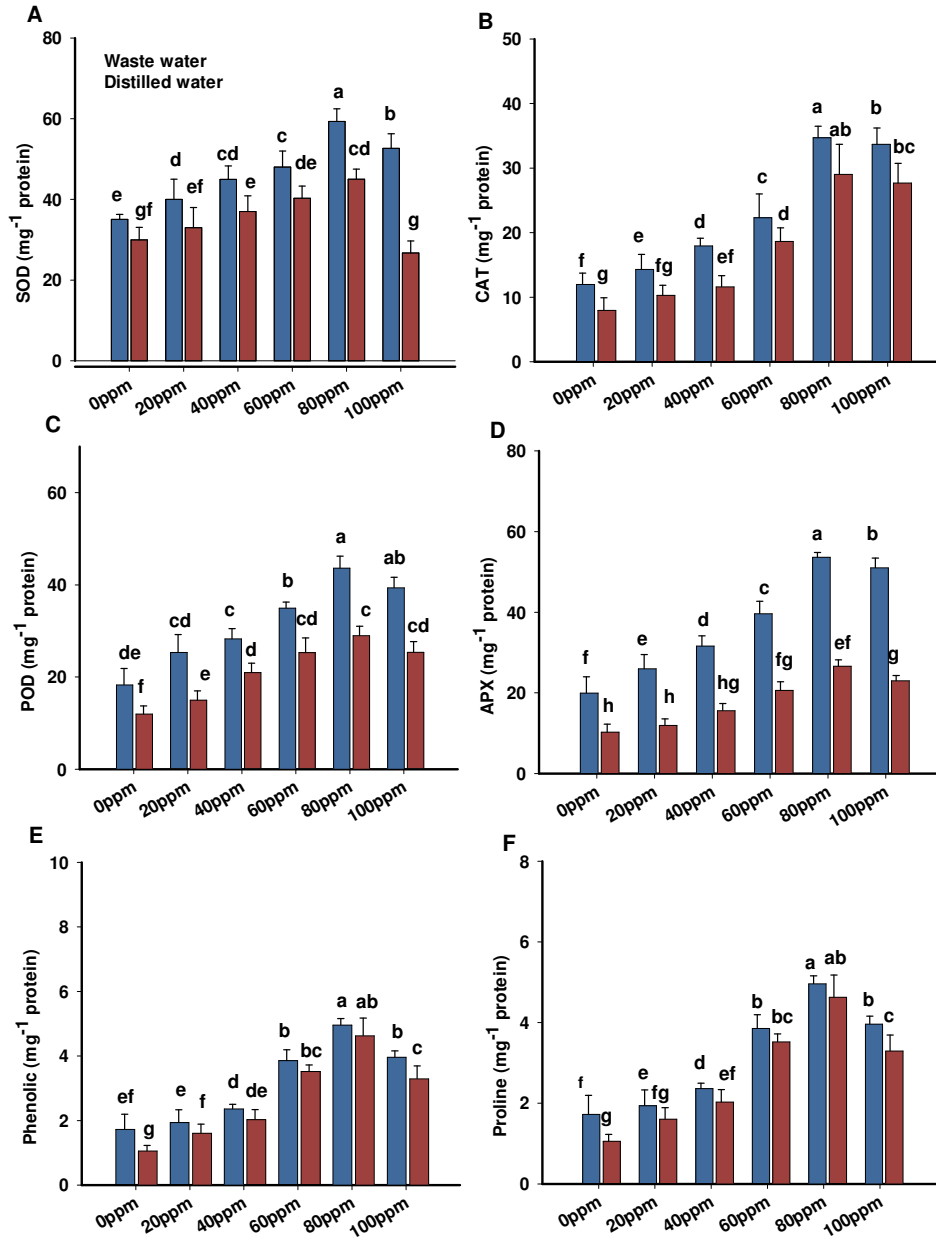 A
80
60
40
20
0
SOD (mg-1 protein)
Waste water
Distilled water
e
gf
d
ef
cd
e
c
de
a
cd
b
g
0ppm
20ppm
40ppm
60ppm
80ppm
100ppm
B
50
40
30
20
10
0
CAT (mg-1 protein)
f
g
e
fg
d
ef
c
d
a
ab
b
bc
0ppm
20ppm
40ppm
60ppm
80ppm
100ppm
C
60
40
20
0
POD (mg-1 protein)
de
f
cd
e
c
d
b
cd
a
c
ab
cd
0ppm
20ppm
40ppm
60ppm
80ppm
100ppm
D
80
60
40
20
0
APX (mg-1 protein)
f
h
e
h
d
hg
c
fg
a
ef
b
g
0ppm
20ppm
40ppm
60ppm
80ppm
100ppm
E
10
8
6
4
2
0
Phenolic (mg-1 protein)
ef
g
e
f
d
de
b
bc
a
ab
b
c
0ppm
20ppm
40ppm
60ppm
80ppm
100ppm
F
8
6
4
2
0
Proline (mg-1 protein)
f
g
e
fg
d
ef
b
bc
a
ab
b
c
0ppm
20ppm
40ppm
60ppm
80ppm
100ppm